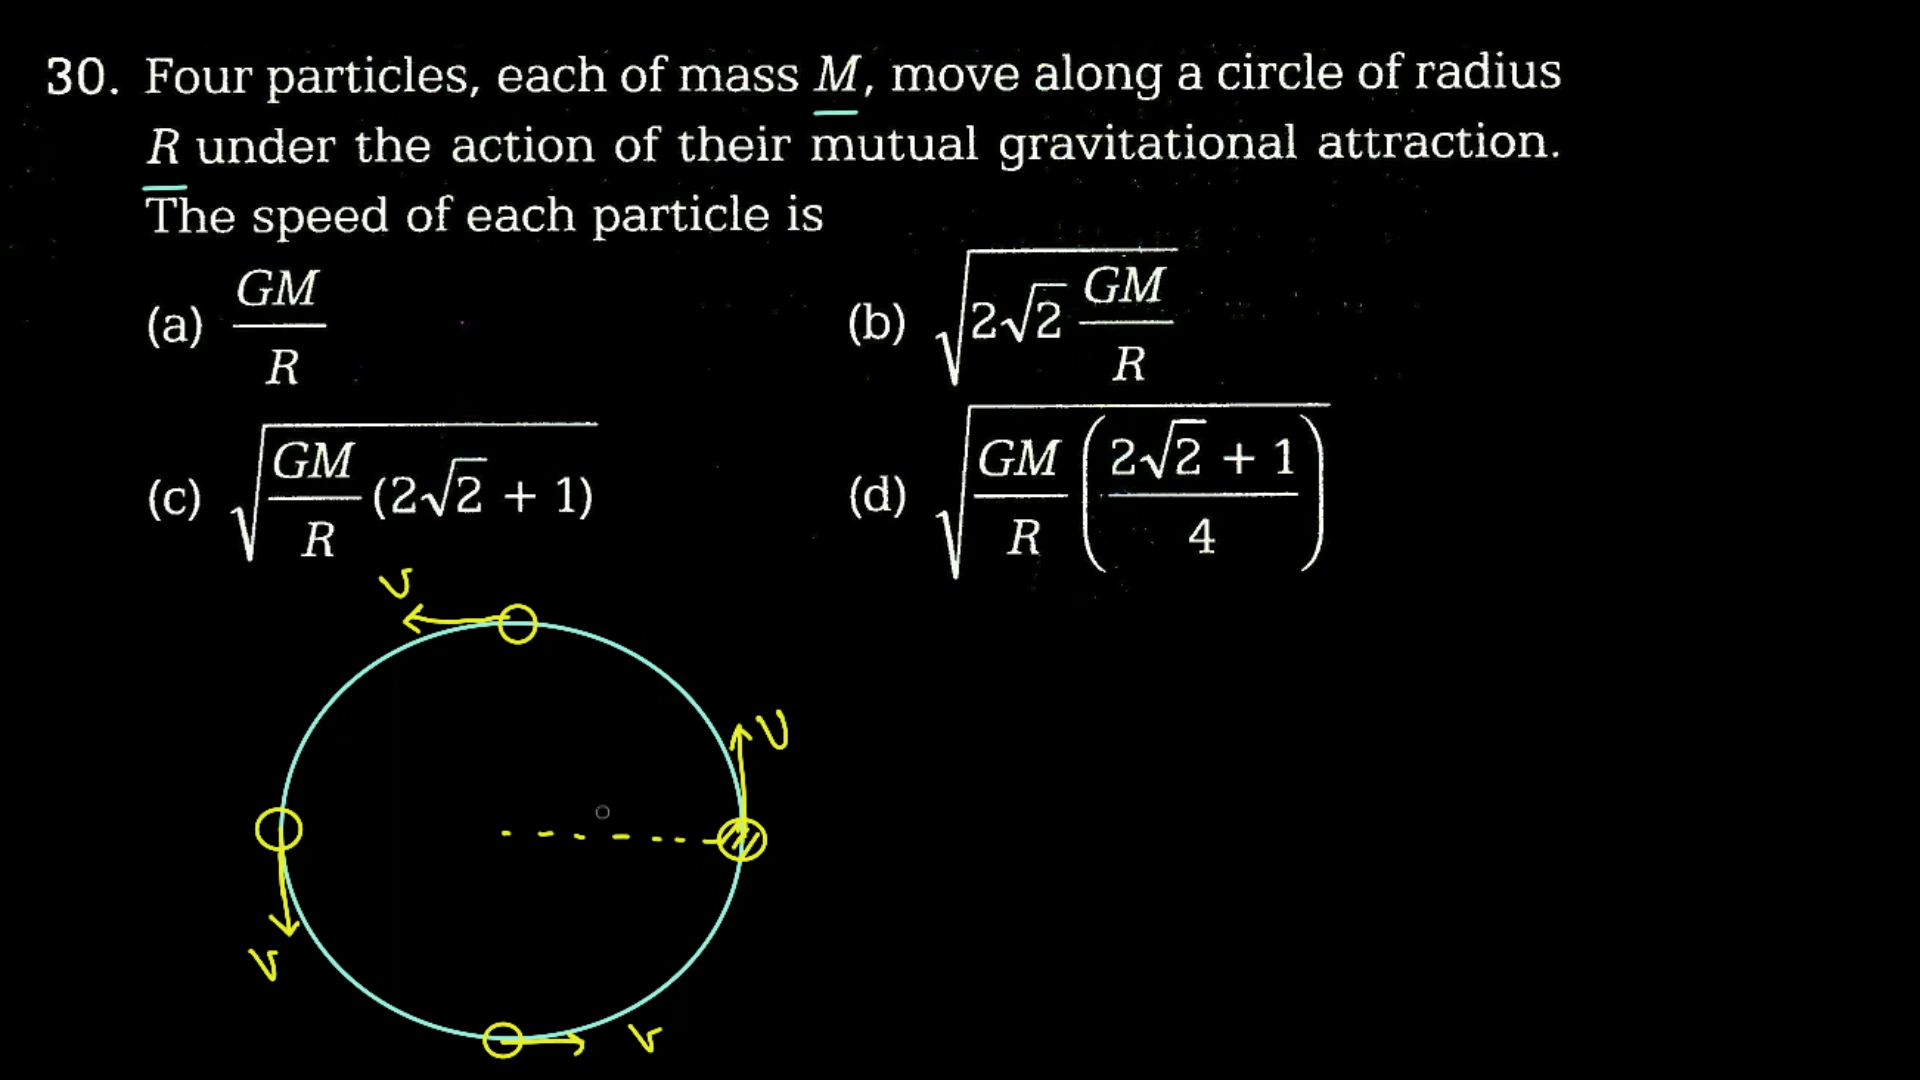 30. Four particles, each of mass M, move along a circle of radius
R under the action of their mutual gravitational attraction.
The speed of each particle is
(a) GM/R
(b) √(2√2 GM/R)
(c) √(GM/R (2√2 + 1))
(d) √(GM/R ((2√2 + 1)/4))
v
v
v
v